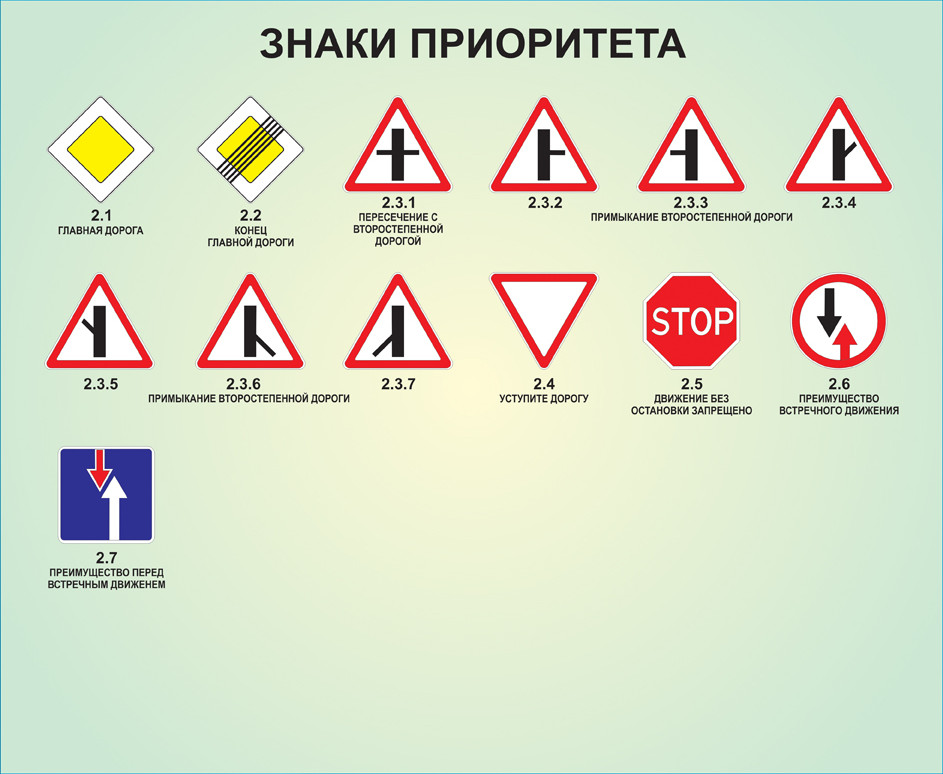 ЗНАКИ ПРИОРИТЕТА
2.1
ГЛАВНАЯ ДОРОГА
2.2
КОНЕЦ
ГЛАВНОЙ ДОРОГИ
2.3.1
ПЕРЕСЕЧЕНИЕ С
ВТОРОСТЕПЕННОЙ
ДОРОГОЙ
2.3.2
2.3.3
2.3.4
ПРИМЫКАНИЕ ВТОРОСТЕПЕННОЙ ДОРОГИ
2.3.5
2.3.6
2.3.7
ПРИМЫКАНИЕ ВТОРОСТЕПЕННОЙ ДОРОГИ
2.4
УСТУПИТЕ ДОРОГУ
STOP
2.5
ДВИЖЕНИЕ БЕЗ
ОСТАНОВКИ ЗАПРЕЩЕНО
2.6
ПРЕИМУЩЕСТВО
ВСТРЕЧНОГО ДВИЖЕНИЯ
2.7
ПРЕИМУЩЕСТВО ПЕРЕД
ВСТРЕЧНЫМ ДВИЖЕНЕМ